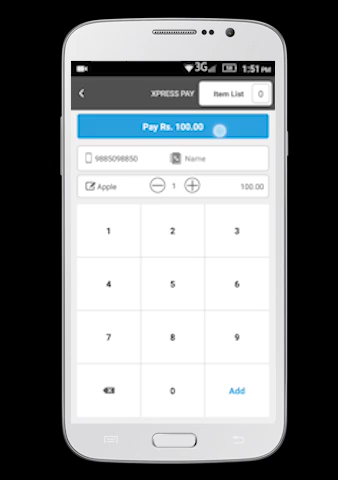 3G 58 1:51 PM
XPRESS PAY Item List 0
Pay Rs. 100.00
9885098850 Name
Apple 1 100.00
1 2 3
4 5 6
7 8 9
0 Add